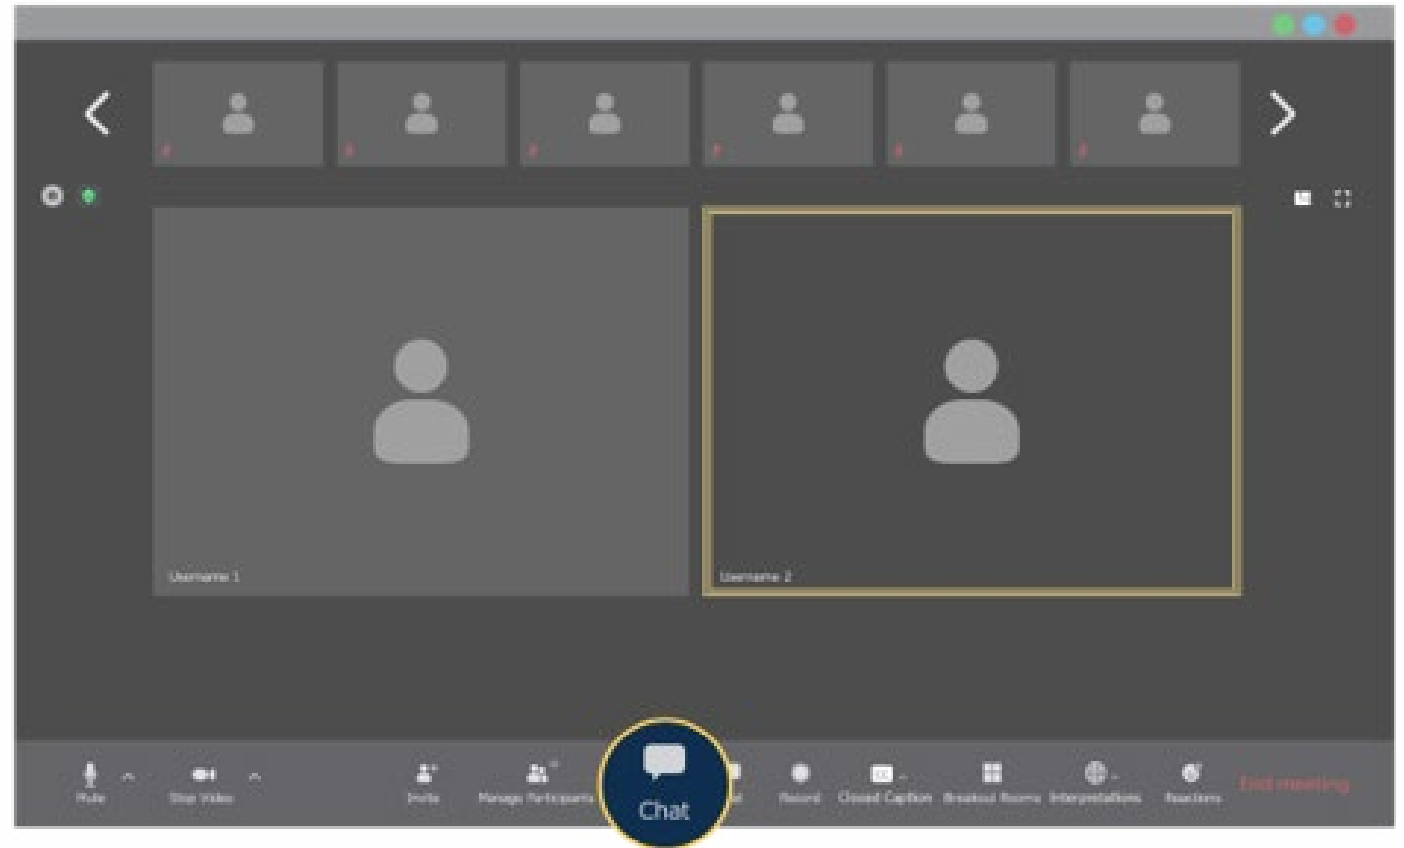 Username 1
Username 2
Mute
Stop Video
Invite
Manage Participants
Chat
Record
Closed Caption
Breakout Rooms
Interpretations
Reactions
End meeting